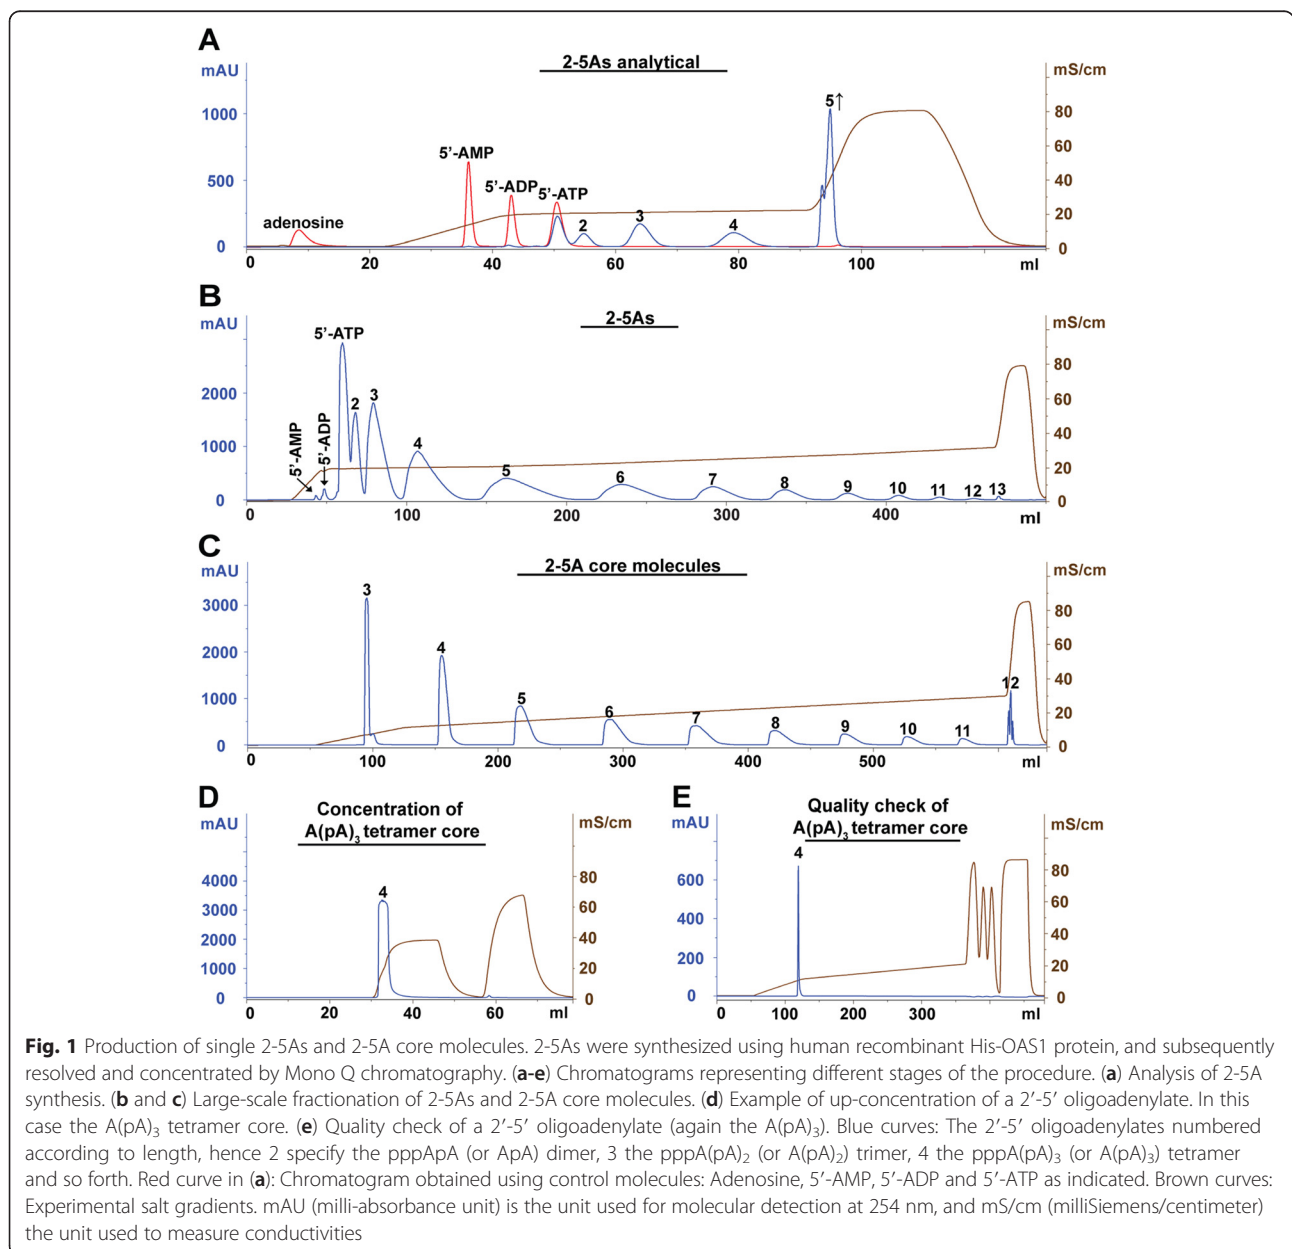 A
2-5As analytical
mAU
mS/cm
1000
500
0
80
60
40
20
0
adenosine
5’-AMP
5’-ADP
5’-ATP
2
3
4
5↑
0 20 40 60 80 100 ml
B
2-5As
mAU
mS/cm
2000
1000
0
80
60
40
20
0
5’-AMP
5’-ADP
5’-ATP
2
3
4
5
6
7
8
9
10
11
12
13
0 100 200 300 400 ml
C
2-5A core molecules
mAU
mS/cm
3000
2000
1000
0
80
60
40
20
0
3
4
5
6
7
8
9
10
11
12
0 100 200 300 400 500 ml
D
Concentration of
A(pA)3 tetramer core
mAU
mS/cm
4000
3000
2000
1000
0
80
60
40
20
0
4
0 20 40 60 ml
E
Quality check of
A(pA)3 tetramer core
mAU
mS/cm
600
400
200
0
80
60
40
20
0
4
0 100 200 300 ml
Fig. 1 Production of single 2-5As and 2-5A core molecules. 2-5As were synthesized using human recombinant His-OAS1 protein, and subsequently
resolved and concentrated by Mono Q chromatography. (a-e) Chromatograms representing different stages of the procedure. (a) Analysis of 2-5A
synthesis. (b and c) Large-scale fractionation of 2-5As and 2-5A core molecules. (d) Example of up-concentration of a 2′-5′ oligoadenylate. In this
case the A(pA)3 tetramer core. (e) Quality check of a 2′-5′ oligoadenylate (again the A(pA)3). Blue curves: The 2′-5′ oligoadenylates numbered
according to length, hence 2 specify the pppApA (or ApA) dimer, 3 the pppA(pA)2 (or A(pA)2) trimer, 4 the pppA(pA)3 (or A(pA)3) tetramer
and so forth. Red curve in (a): Chromatogram obtained using control molecules: Adenosine, 5′-AMP, 5′-ADP and 5′-ATP as indicated. Brown curves:
Experimental salt gradients. mAU (milli-absorbance unit) is the unit used for molecular detection at 254 nm, and mS/cm (milliSiemens/centimeter)
the unit used to measure conductivities